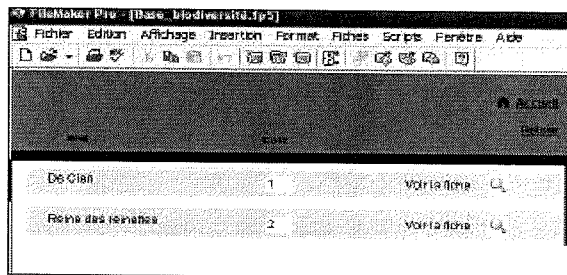 FileMaker Pro - [Base_biodiversité.fp5]
Fichier Edition Affichage Insertion Format Fiches Scripts Fenêtre Aide
Accueil
Retour
De Clan 1 Voir la fiche
Reine des reinettes 2 Voir la fiche